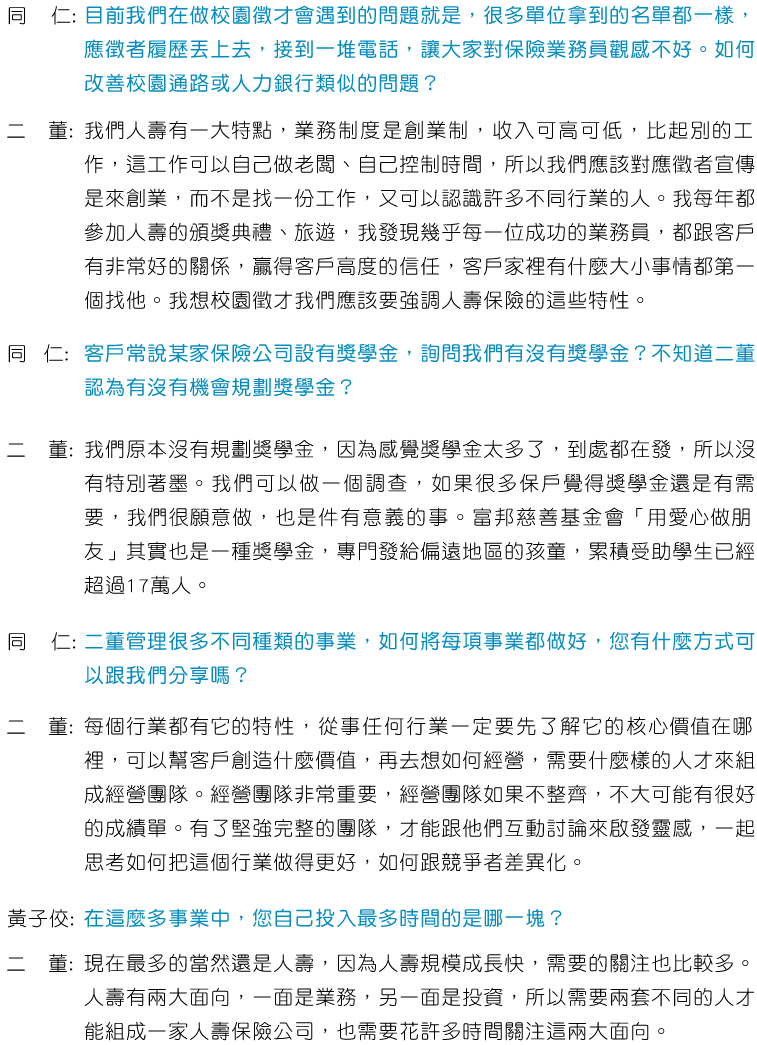 同　仁: 目前我們在做校園徵才會遇到的問題就是，很多單位拿到的名單都一樣，
應徵者履歷丟上去，接到一堆電話，讓大家對保險業務員觀感不好。如何
改善校園通路或人力銀行類似的問題？
二　董: 我們人壽有一大特點，業務制度是創業制，收入可高可低，比起別的工
作，這工作可以自己做老闆、自己控制時間，所以我們應該對應徵者宣傳
是來創業，而不是找一份工作，又可以認識許多不同行業的人。我每年都
參加人壽的頒獎典禮、旅遊，我發現幾乎每一位成功的業務員，都跟客戶
有非常好的關係，贏得客戶高度的信任，客戶家裡有什麼大小事情都第一
個找他。我想校園徵才我們應該要強調人壽保險的這些特性。
同　仁: 客戶常說某家保險公司設有獎學金，詢問我們有沒有獎學金？不知道二董
認為有沒有機會規劃獎學金？
二　董: 我們原本沒有規劃獎學金，因為感覺獎學金太多了，到處都在發，所以沒
有特別著墨。我們可以做一個調查，如果很多保戶覺得獎學金還是有需
要，我們很願意做，也是件有意義的事。富邦慈善基金會「用愛心做朋
友」其實也是一種獎學金，專門發給偏遠地區的孩童，累積受助學生已經
超過17萬人。
同　仁: 二董管理很多不同種類的事業，如何將每項事業都做好，您有什麼方式可
以跟我們分享嗎？
二　董: 每個行業都有它的特性，從事任何行業一定要先了解它的核心價值在哪
裡，可以幫客戶創造什麼價值，再去想如何經營，需要什麼樣的人才來組
成經營團隊。經營團隊非常重要，經營團隊如果不整齊，不大可能有很好
的成績單。有了堅強完整的團隊，才能跟他們互動討論來啟發靈感，一起
思考如何把這個行業做得更好，如何跟競爭者差異化。
黃子佼: 在這麼多事業中，您自己投入最多時間的是哪一塊？
二　董: 現在最多的當然還是人壽，因為人壽規模成長快，需要的關注也比較多。
人壽有兩大面向，一面是業務，另一面是投資，所以需要兩套不同的人才
能組成一家人壽保險公司，也需要花許多時間關注這兩大面向。